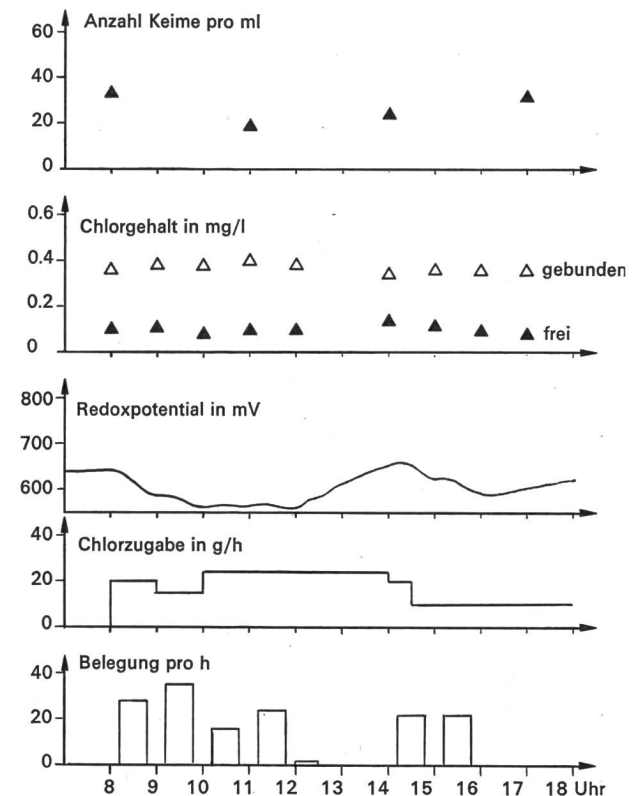 Anzahl Keime pro ml
60
40
20
0
Chlorgehalt in mg/l
0.6
0.4
0.2
0
gebunden
frei
Redoxpotential in mV
800
700
600
Chlorzugabe in g/h
40
20
0
Belegung pro h
40
20
0
8 9 10 11 12 13 14 15 16 17 18 Uhr